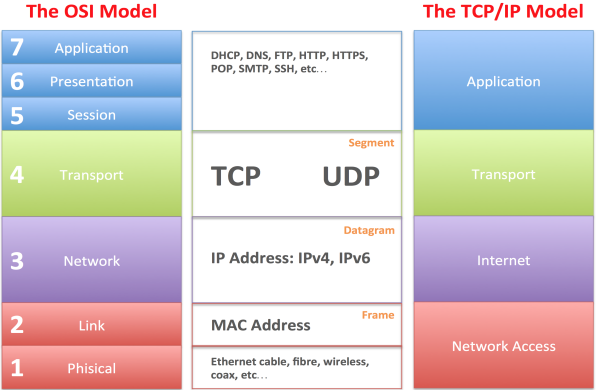 The OSI Model
The TCP/IP Model
7 Application
6 Presentation
5 Session
DHCP, DNS, FTP, HTTP, HTTPS,
POP, SMTP, SSH, etc...
Application
4 Transport
Segment
TCP UDP
Transport
3 Network
Datagram
IP Address: IPv4, IPv6
Internet
2 Link
Frame
MAC Address
1 Phisical
Ethernet cable, fibre, wireless,
coax, etc...
Network Access